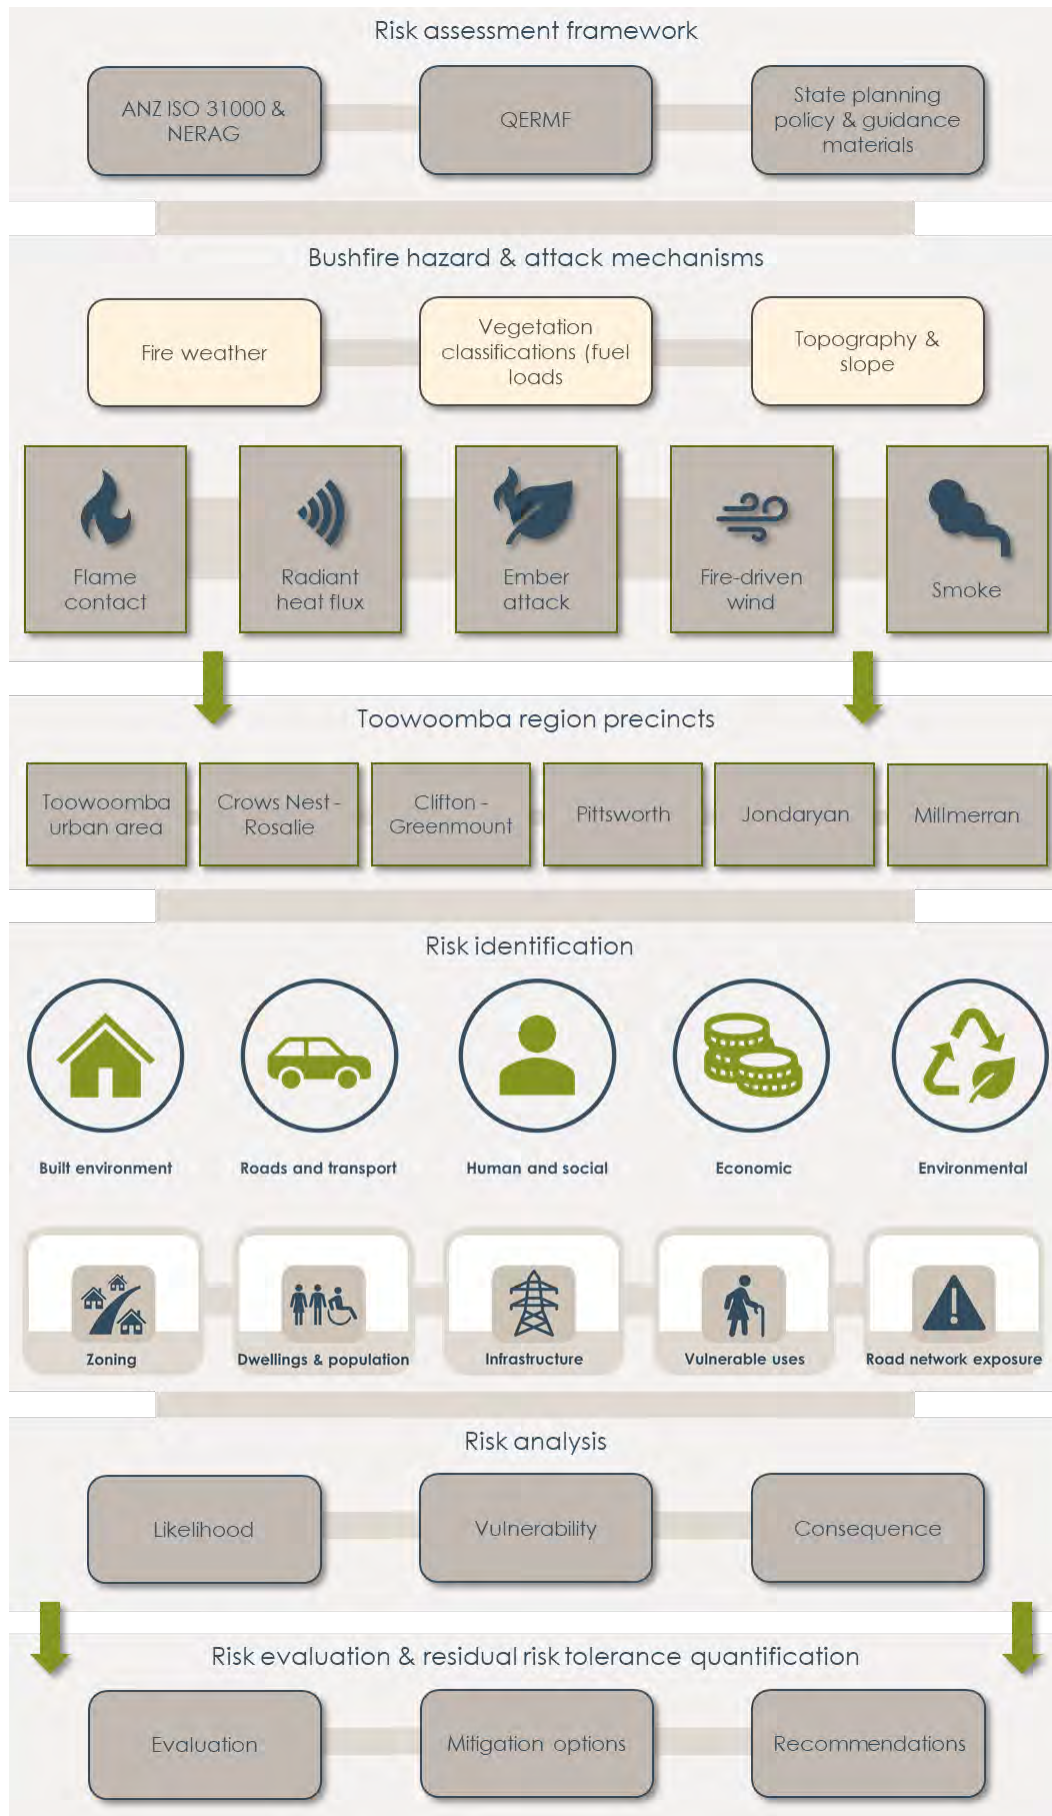 Risk assessment framework
ANZ ISO 31000 &
NERAG
QERMF
State planning
policy & guidance
materials
Bushfire hazard & attack mechanisms
Fire weather
Vegetation
classifications (fuel
loads
Topography &
slope
Flame
contact
Radiant
heat flux
Ember
attack
Fire-driven
wind
Smoke
Toowoomba region precincts
Toowoomba
urban area
Crows Nest -
Rosalie
Clifton -
Greenmount
Pittsworth
Jondaryan
Millmerran
Risk identification
Built environment
Roads and transport
Human and social
Economic
Environmental
Zoning
Dwellings & population
Infrastructure
Vulnerable uses
Road network exposure
Risk analysis
Likelihood
Vulnerability
Consequence
Risk evaluation & residual risk tolerance quantification
Evaluation
Mitigation options
Recommendations